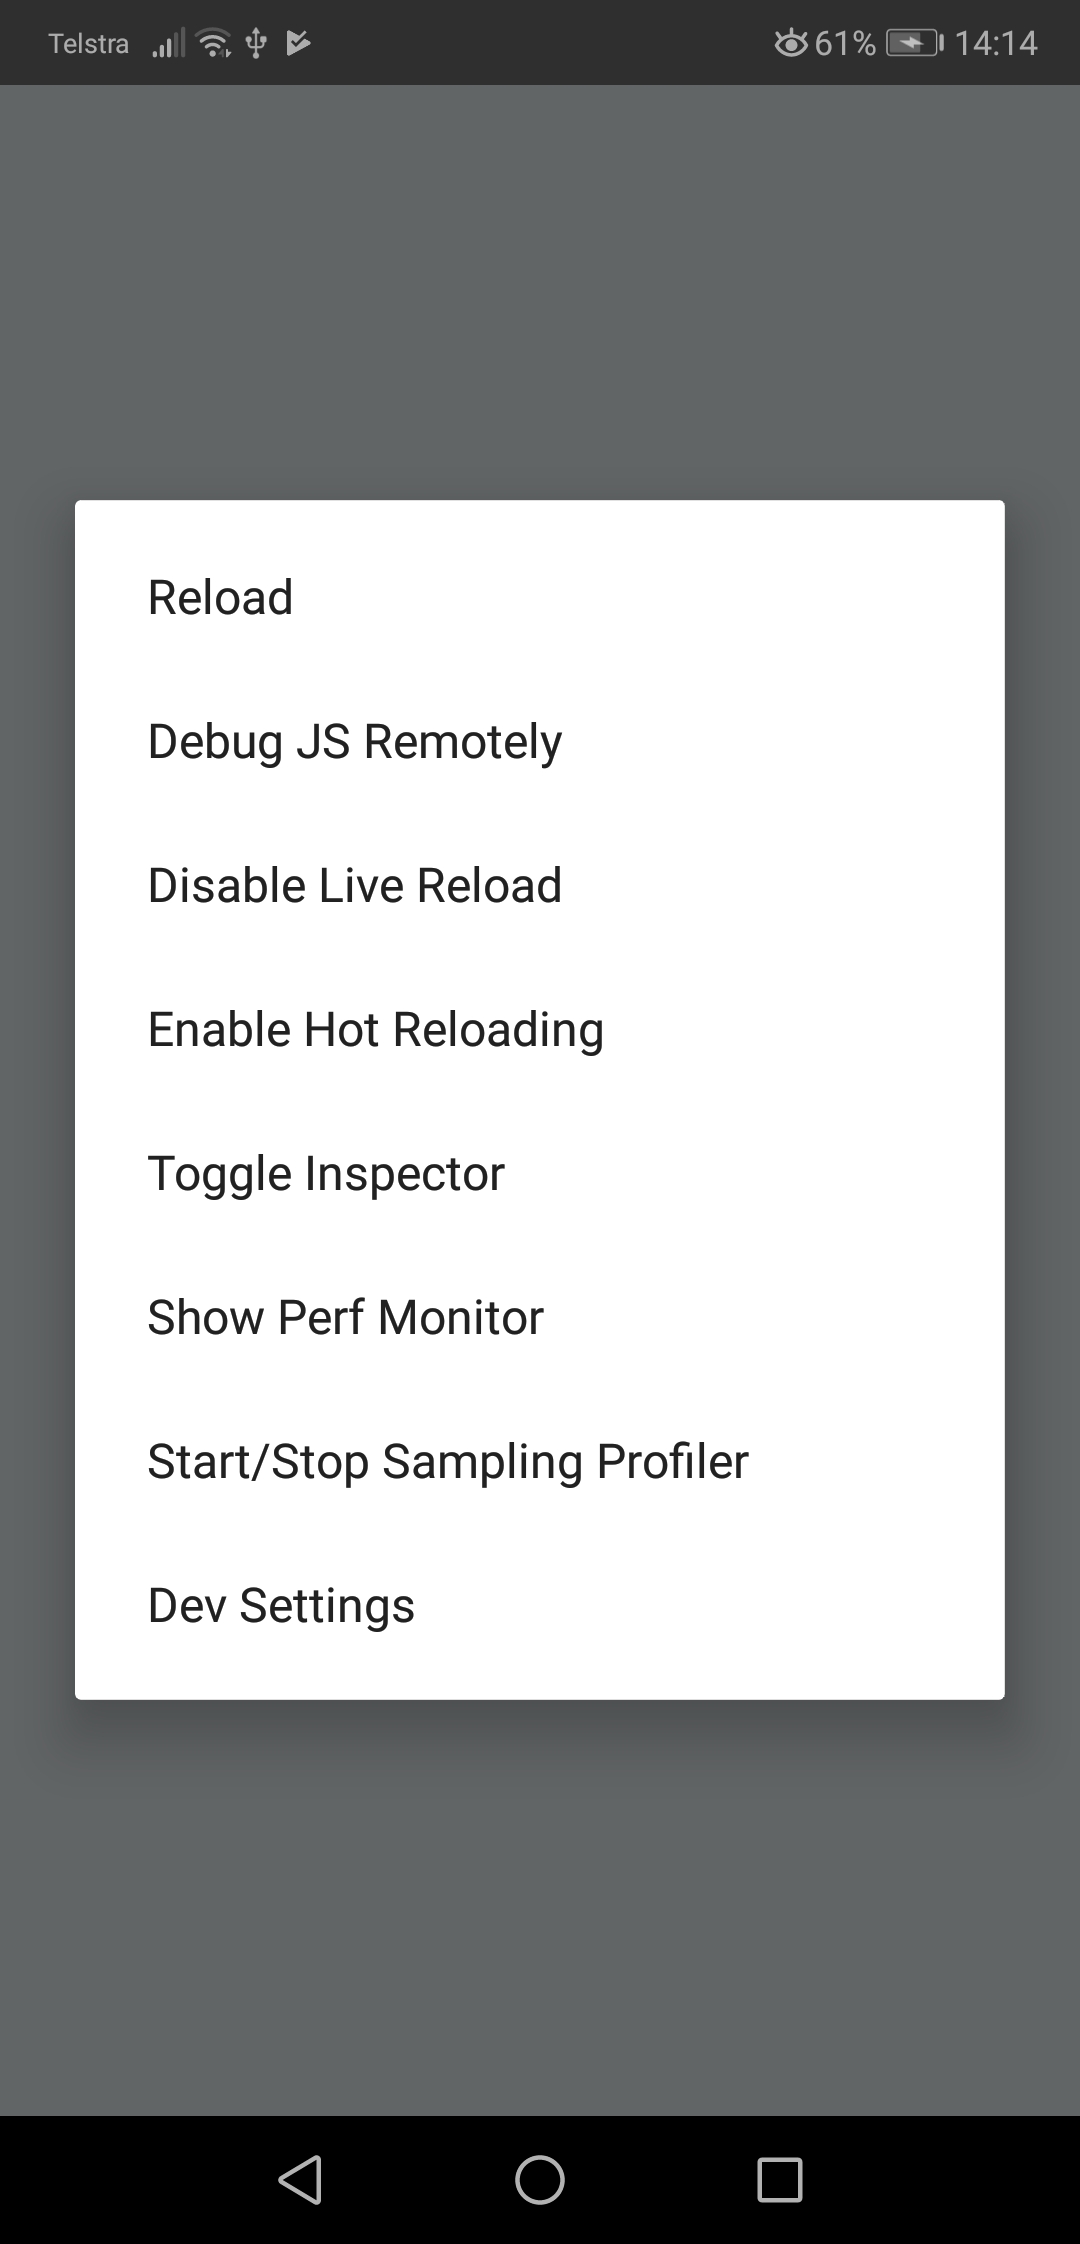 Telstra 61% 14:14
Reload
Debug JS Remotely
Disable Live Reload
Enable Hot Reloading
Toggle Inspector
Show Perf Monitor
Start/Stop Sampling Profiler
Dev Settings